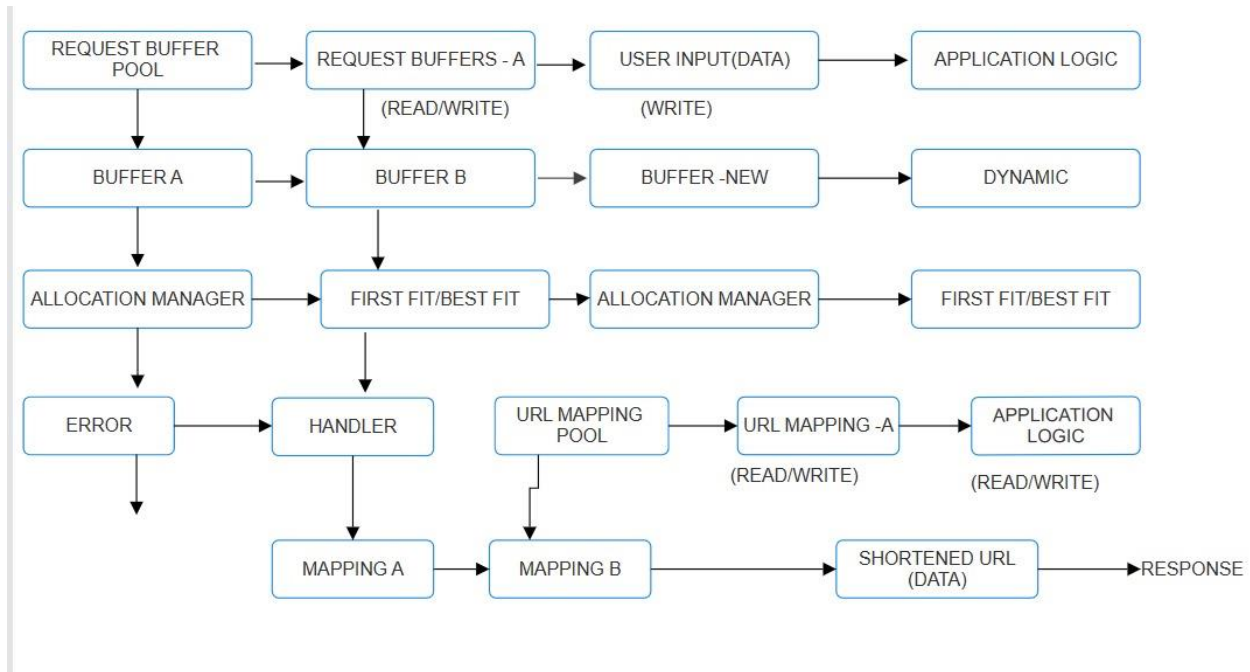 REQUEST BUFFER
POOL
REQUEST BUFFERS - A
USER INPUT(DATA)
APPLICATION LOGIC
(READ/WRITE)
(WRITE)
BUFFER A
BUFFER B
BUFFER -NEW
DYNAMIC
ALLOCATION MANAGER
FIRST FIT/BEST FIT
ALLOCATION MANAGER
FIRST FIT/BEST FIT
ERROR
HANDLER
URL MAPPING
POOL
URL MAPPING -A
APPLICATION
LOGIC
(READ/WRITE)
(READ/WRITE)
MAPPING A
MAPPING B
SHORTENED URL
(DATA)
RESPONSE